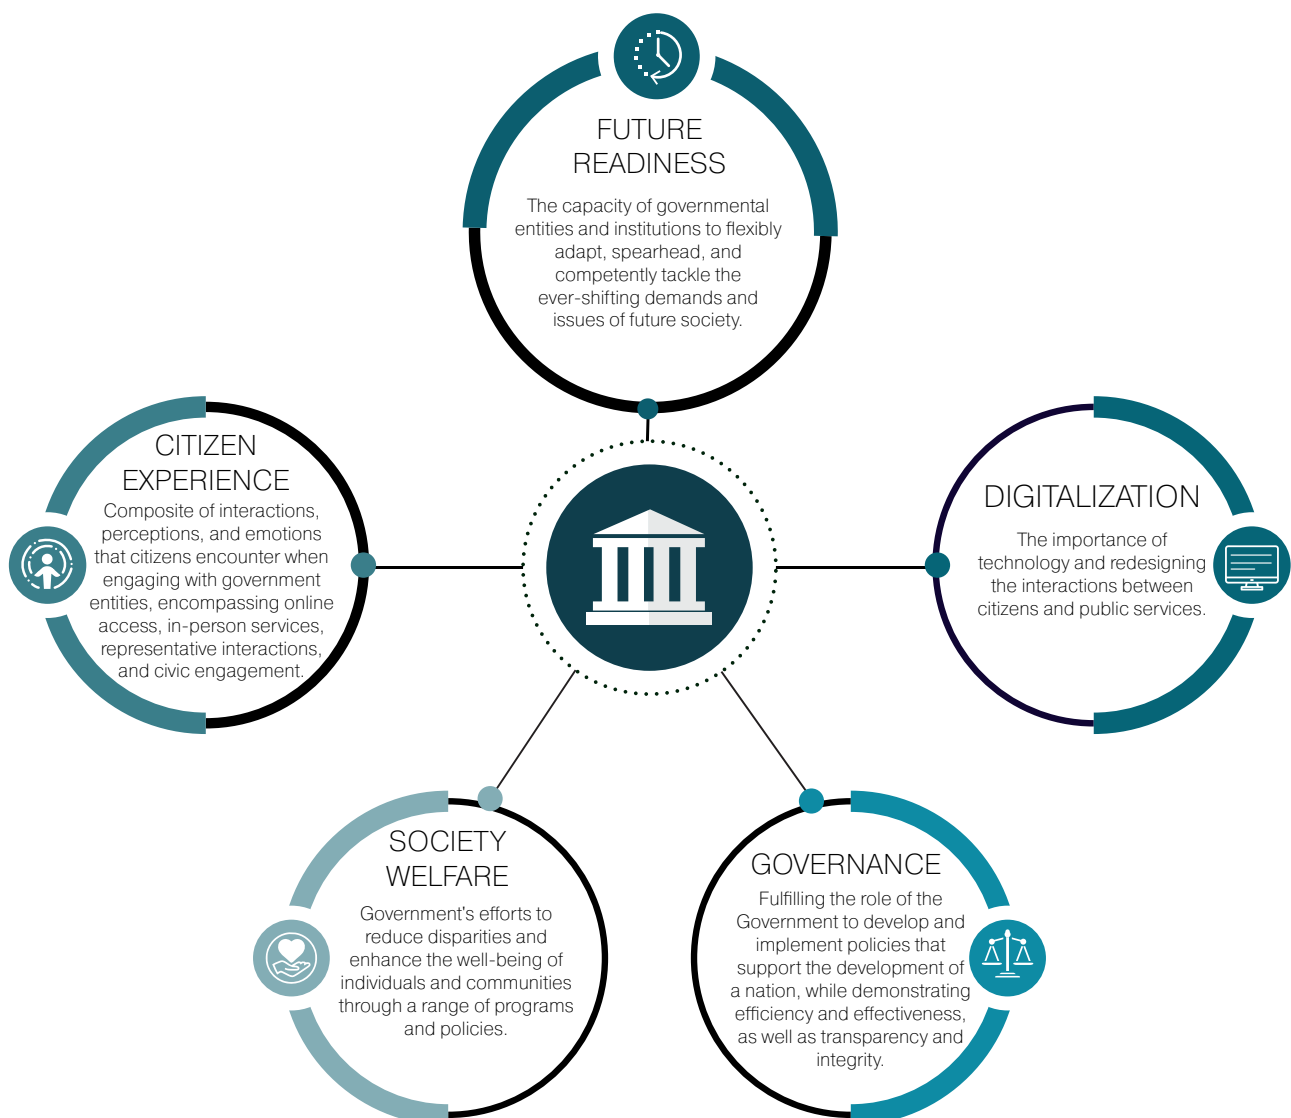 FUTURE
READINESS
The capacity of governmental
entities and institutions to flexibly
adapt, spearhead, and
competently tackle the
ever-shifting demands and
issues of future society.
CITIZEN
EXPERIENCE
Composite of interactions,
perceptions, and emotions
that citizens encounter when
engaging with government
entities, encompassing online
access, in-person services,
representative interactions,
and civic engagement.
DIGITALIZATION
The importance of
technology and redesigning
the interactions between
citizens and public services.
SOCIETY
WELFARE
Government's efforts to
reduce disparities and
enhance the well-being of
individuals and communities
through a range of programs
and policies.
GOVERNANCE
Fulfilling the role of the
Government to develop and
implement policies that
support the development of
a nation, while demonstrating
efficiency and effectiveness,
as well as transparency and
integrity.